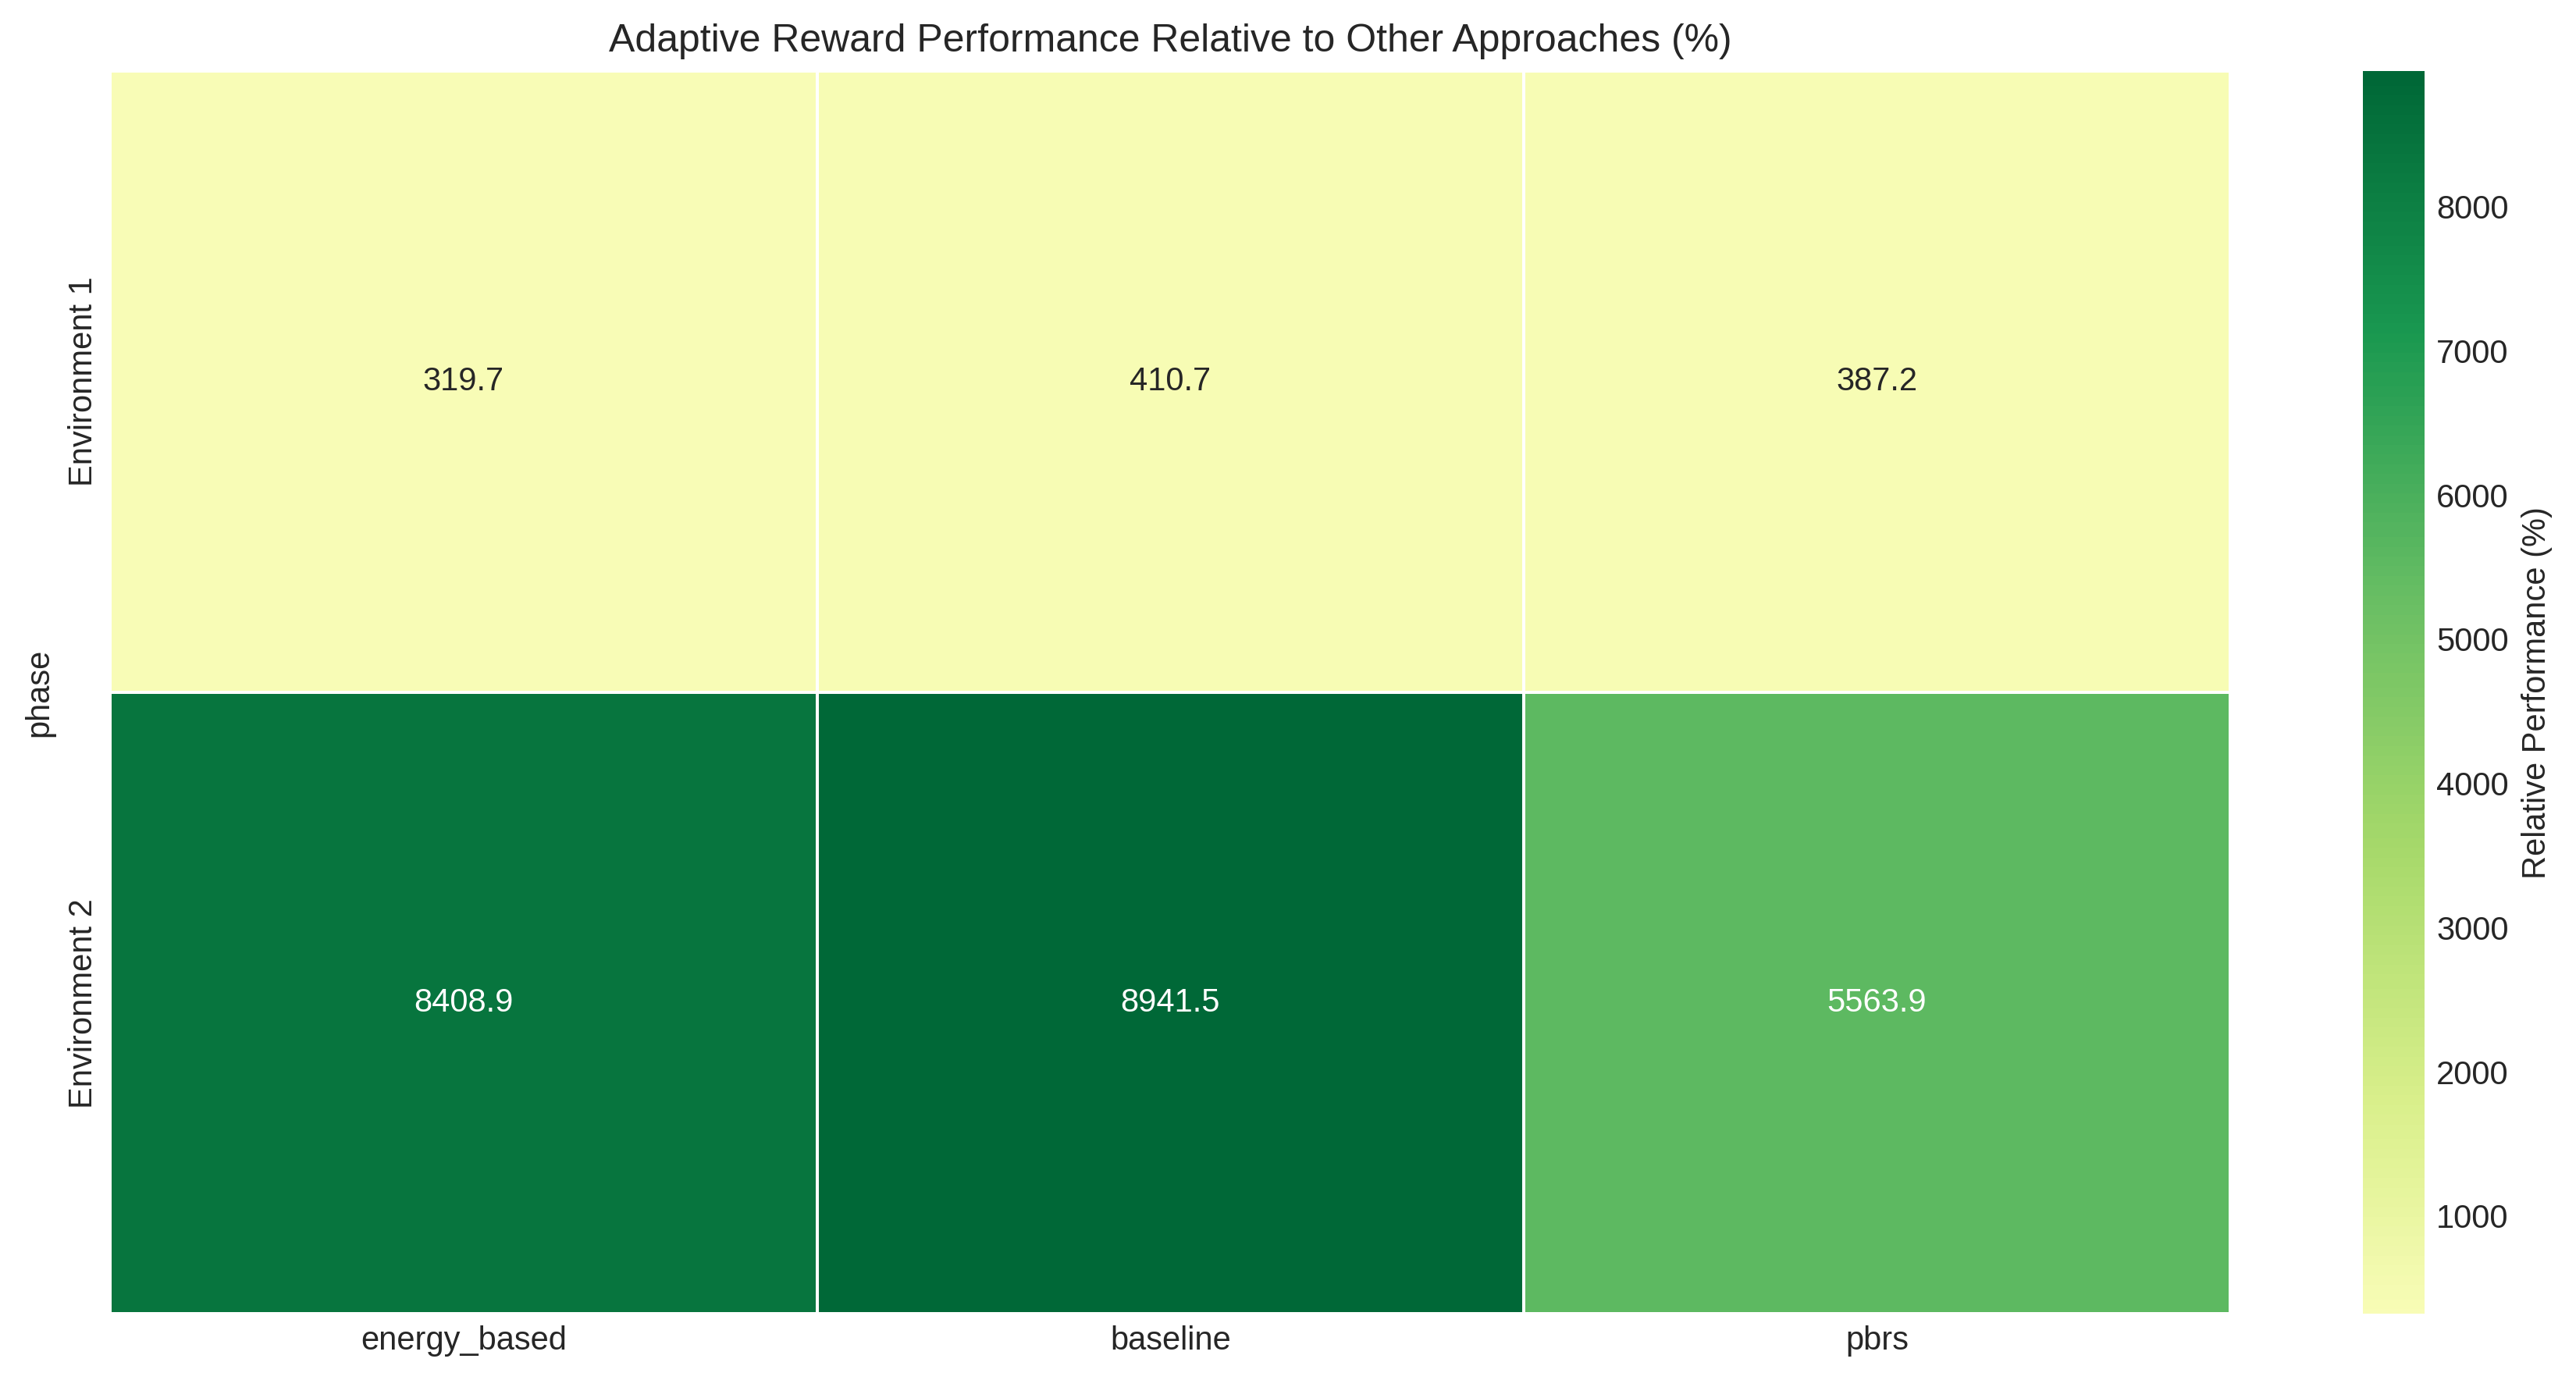 Adaptive Reward Performance Relative to Other Approaches (%)
phase
Environment 1
319.7
410.7
387.2
Environment 2
8408.9
8941.5
5563.9
energy_based
baseline
pbrs
8000
7000
6000
5000
4000
3000
2000
1000
Relative Performance (%)